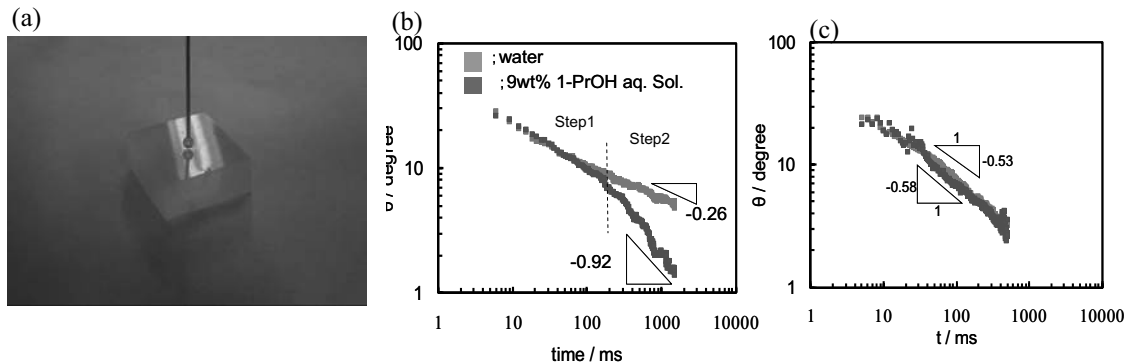 (a)
(b)
100
10
1
1
10
100
1000
10000
time / ms
θ / degree
; water
; 9wt% 1-PrOH aq. Sol.
Step1
Step2
-0.26
-0.92
(c)
100
10
1
1
10
100
1000
10000
t / ms
θ / degree
1
-0.53
-0.58
1